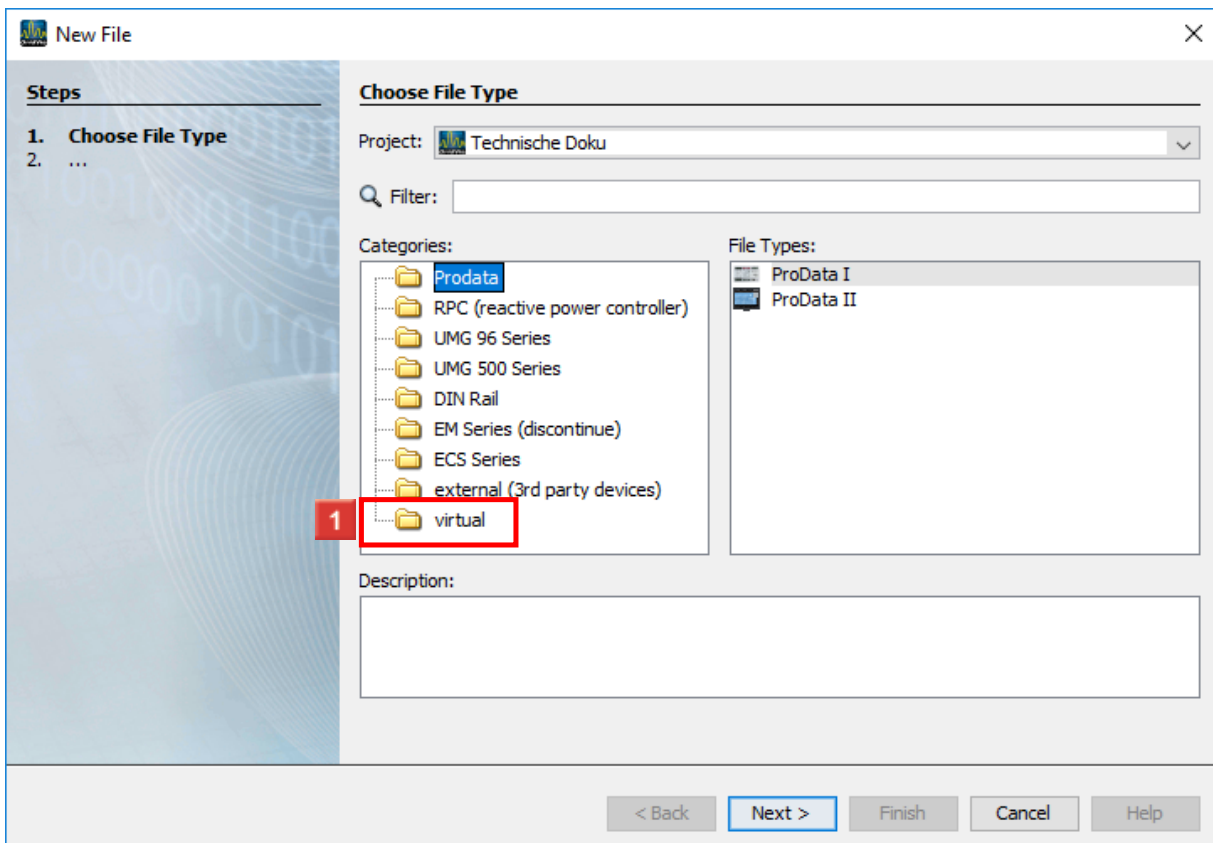 New File
Steps
1. Choose File Type
2. ...
Choose File Type
Project: Technische Doku
Filter:
Categories:
Prodata
RPC (reactive power controller)
UMG 96 Series
UMG 500 Series
DIN Rail
EM Series (discontinue)
ECS Series
external (3rd party devices)
1 virtual
File Types:
ProData I
ProData II
Description:
< Back Next > Finish Cancel Help